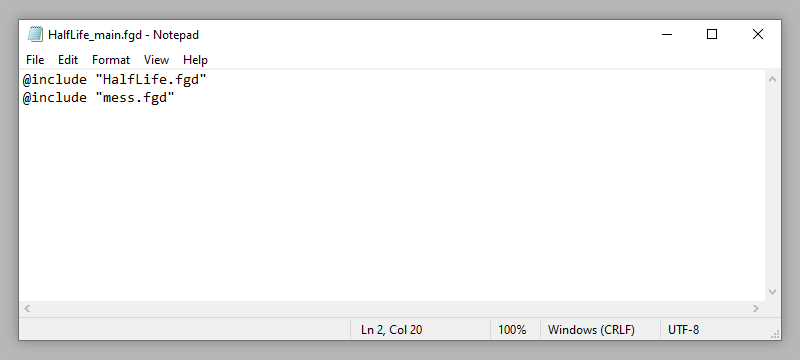 HalfLife_main.fgd - Notepad
File Edit Format View Help
@include "HalfLife.fgd"
@include "mess.fgd"
Ln 2, Col 20 100% Windows (CRLF) UTF-8